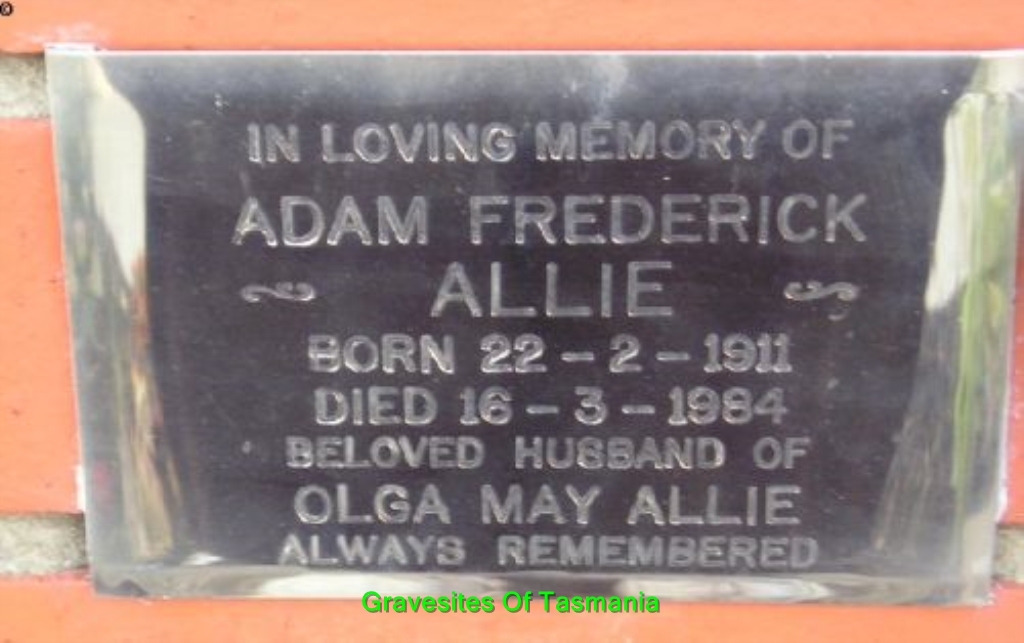 IN LOVING MEMORY OF
ADAM FREDERICK
ALLIE
BORN 22 - 2 - 1911
DIED 16 - 3 - 1984
BELOVED HUSBAND OF
OLGA MAY ALLIE
ALWAYS REMEMBERED
Gravesites Of Tasmania